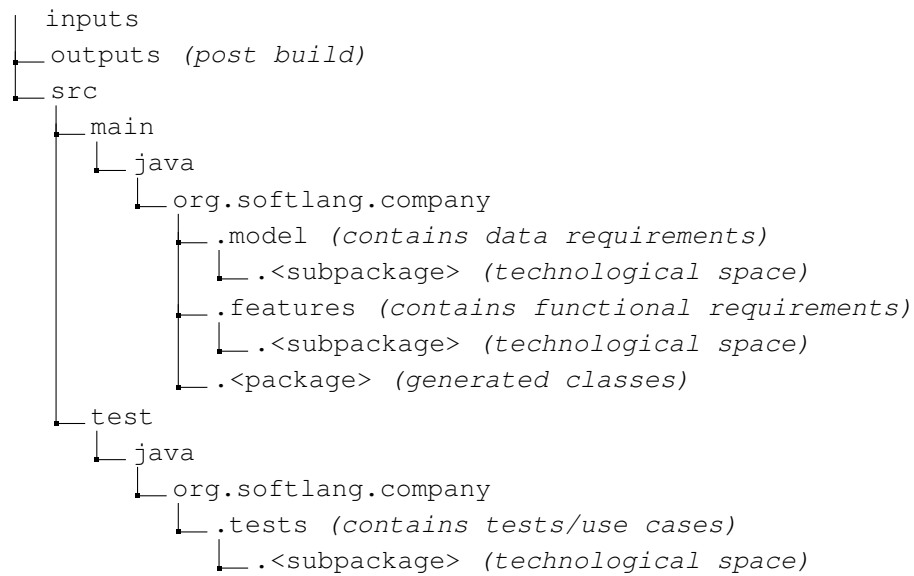 inputs
outputs (post build)
src
main
java
org.softlang.company
.model (contains data requirements)
.<subpackage> (technological space)
.features (contains functional requirements)
.<subpackage> (technological space)
.<package> (generated classes)
test
java
org.softlang.company
.tests (contains tests/use cases)
.<subpackage> (technological space)